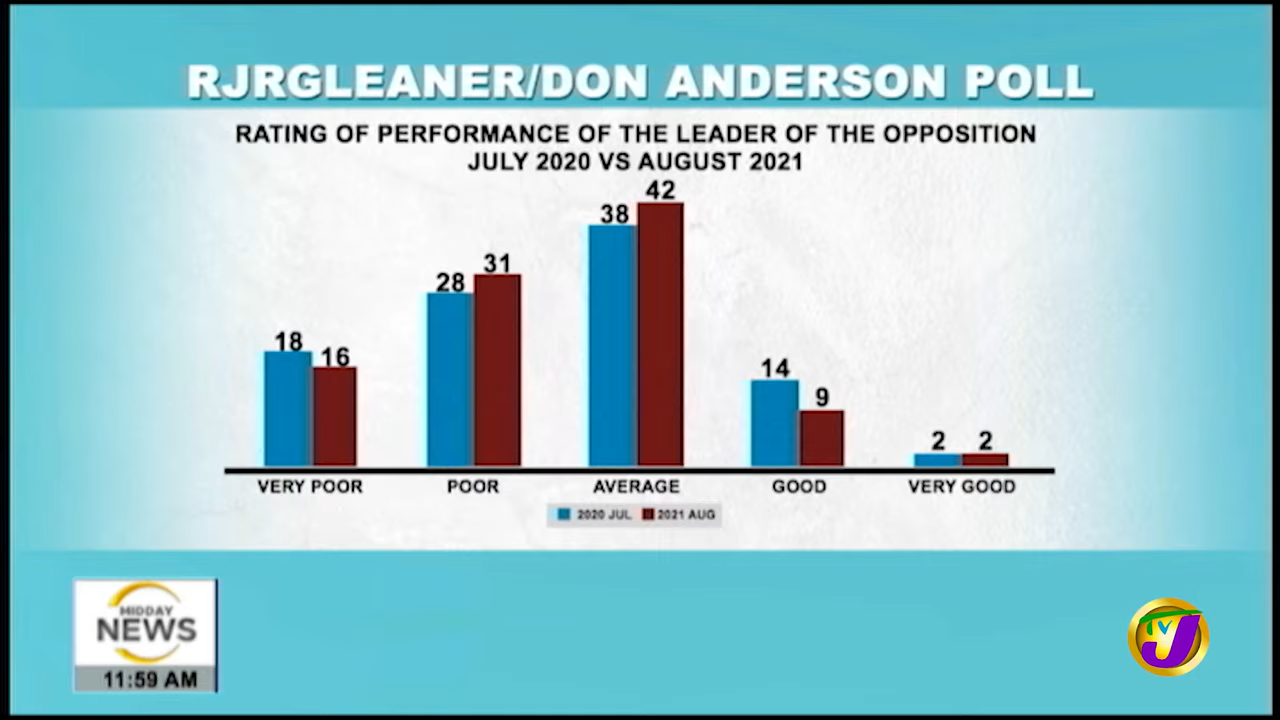 RJRGLEANER/DON ANDERSON POLL
RATING OF PERFORMANCE OF THE LEADER OF THE OPPOSITION
JULY 2020 VS AUGUST 2021
18 16 28 31 38 42 14 9 2 2
VERY POOR POOR AVERAGE GOOD VERY GOOD
2020 JUL 2021 AUG
MIDDAY
NEWS
11:59 AM
TVJ